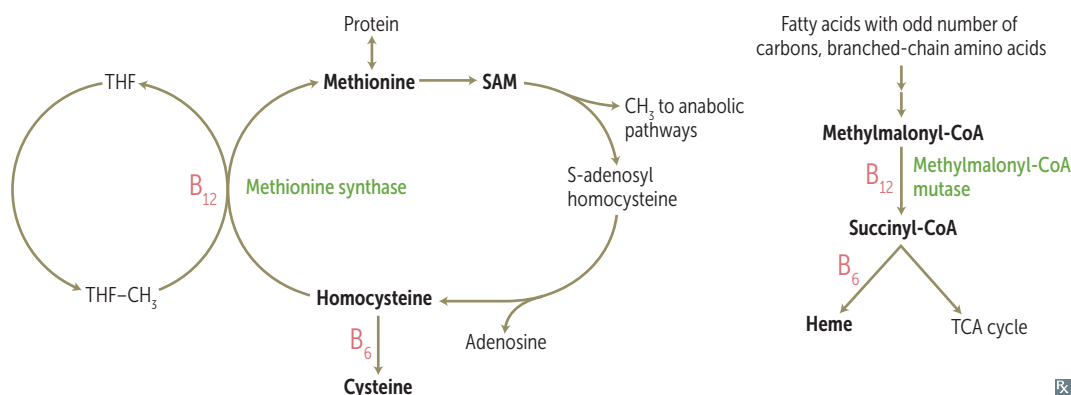 Protein
THF
Methionine
SAM
CH₃ to anabolic
pathways
B₁₂
Methionine synthase
S-adenosyl
homocysteine
THF–CH₃
Homocysteine
B₆
Adenosine
Cysteine
Fatty acids with odd number of
carbons, branched-chain amino acids
Methylmalonyl-CoA
B₁₂
Methylmalonyl-CoA
mutase
Succinyl-CoA
B₆
Heme
TCA cycle
Rx